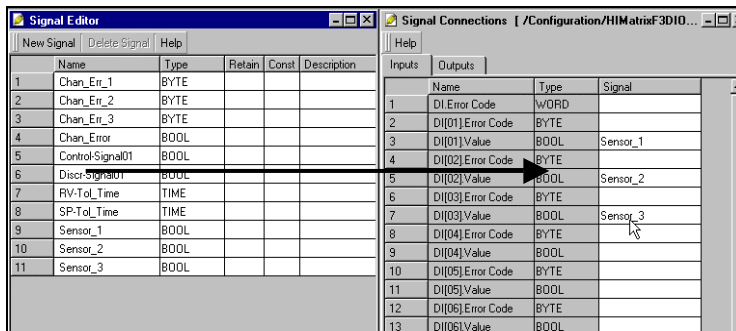 Signal Editor
New Signal Delete Signal Help
Name Type Retain Const Description
1 Chan_Err_1 BYTE
2 Chan_Err_2 BYTE
3 Chan_Err_3 BYTE
4 Chan_Error BOOL
5 Control-Signal01 BOOL
6 Discr-Signal01 BOOL
7 RV-Tol_Time TIME
8 SP-Tol_Time TIME
9 Sensor_1 BOOL
10 Sensor_2 BOOL
11 Sensor_3 BOOL
Signal Connections [ /Configuration/HIMatrixF3DIO...
Help
Inputs Outputs
Name Type Signal
1 DI.Error Code WORD
2 DI[01].Error Code BYTE
3 DI[01].Value BOOL Sensor_1
4 DI[02].Error Code BYTE
5 DI[02].Value BOOL Sensor_2
6 DI[03].Error Code BYTE
7 DI[03].Value BOOL Sensor_3
8 DI[04].Error Code BYTE
9 DI[04].Value BOOL
10 DI[05].Error Code BYTE
11 DI[05].Value BOOL
12 DI[06].Error Code BYTE
13 DI[06].Value BOOL